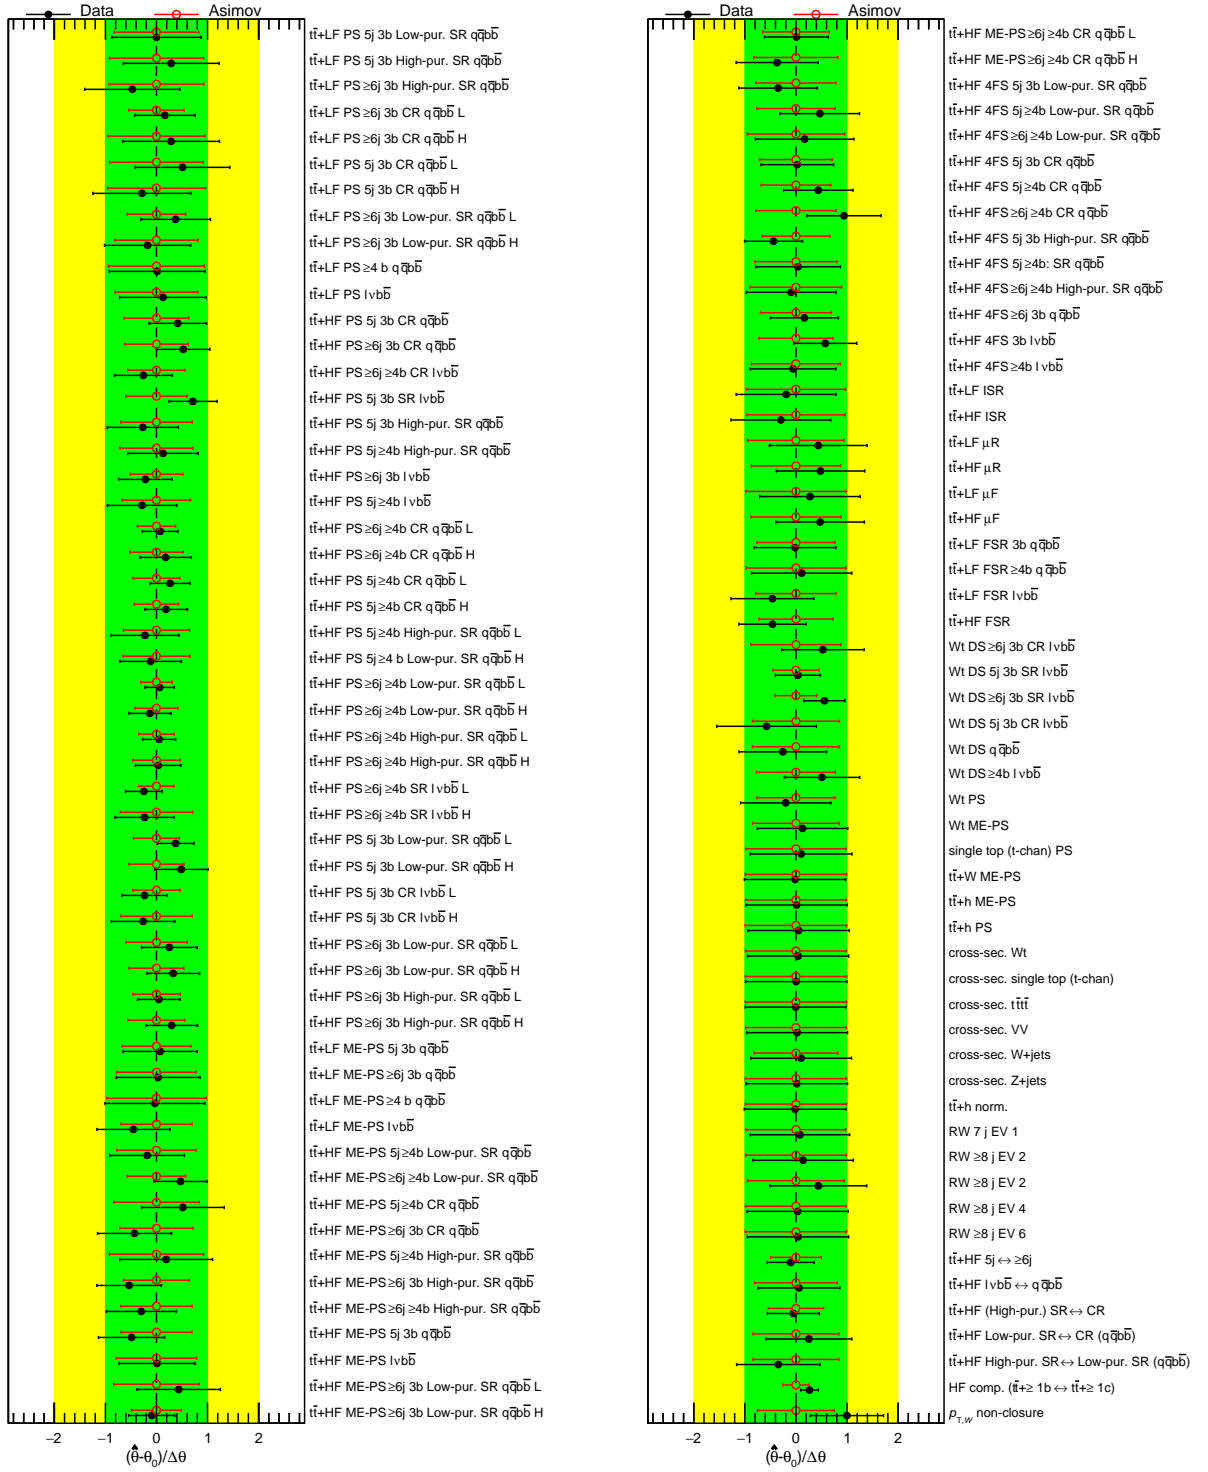 Data Asimov
tt̄+LF PS 5j 3b Low-pur. SR qq̄bb̄
tt̄+LF PS 5j 3b High-pur. SR qq̄bb̄
tt̄+LF PS≥6j 3b High-pur. SR qq̄bb̄
tt̄+LF PS≥6j 3b CR qq̄bb̄ L
tt̄+LF PS≥6j 3b CR qq̄bb̄ H
tt̄+LF PS 5j 3b CR qq̄bb̄ L
tt̄+LF PS 5j 3b CR qq̄bb̄ H
tt̄+LF PS≥6j 3b Low-pur. SR qq̄bb̄ L
tt̄+LF PS≥6j 3b Low-pur. SR qq̄bb̄ H
tt̄+LF PS≥4 b qq̄bb̄
tt̄+LF PS lνbb̄
tt̄+HF PS 5j 3b CR qq̄bb̄
tt̄+HF PS≥6j 3b CR qq̄bb̄
tt̄+HF PS≥6j ≥4b CR lνbb̄
tt̄+HF PS 5j 3b SR lνbb̄
tt̄+HF PS 5j 3b High-pur. SR qq̄bb̄
tt̄+HF PS 5j≥4b High-pur. SR qq̄bb̄
tt̄+HF PS≥6j 3b lνbb̄
tt̄+HF PS 5j≥4b lνbb̄
tt̄+HF PS≥6j ≥4b CR qq̄bb̄ L
tt̄+HF PS≥6j ≥4b CR qq̄bb̄ H
tt̄+HF PS 5j≥4b CR qq̄bb̄ L
tt̄+HF PS 5j≥4b CR qq̄bb̄ H
tt̄+HF PS 5j≥4b High-pur. SR qq̄bb̄ L
tt̄+HF PS 5j≥4 b Low-pur. SR qq̄bb̄ H
tt̄+HF PS≥6j ≥4b Low-pur. SR qq̄bb̄ L
tt̄+HF PS≥6j ≥4b Low-pur. SR qq̄bb̄ H
tt̄+HF PS≥6j ≥4b High-pur. SR qq̄bb̄ L
tt̄+HF PS≥6j ≥4b High-pur. SR qq̄bb̄ H
tt̄+HF PS≥6j ≥4b SR lνbb̄ L
tt̄+HF PS≥6j ≥4b SR lνbb̄ H
tt̄+HF PS 5j 3b Low-pur. SR qq̄bb̄ L
tt̄+HF PS 5j 3b Low-pur. SR qq̄bb̄ H
tt̄+HF PS 5j 3b CR lνbb̄ L
tt̄+HF PS 5j 3b CR lνbb̄ H
tt̄+HF PS≥6j 3b Low-pur. SR qq̄bb̄ L
tt̄+HF PS≥6j 3b Low-pur. SR qq̄bb̄ H
tt̄+HF PS≥6j 3b High-pur. SR qq̄bb̄ L
tt̄+HF PS≥6j 3b High-pur. SR qq̄bb̄ H
tt̄+LF ME-PS 5j 3b qq̄bb̄
tt̄+LF ME-PS≥6j 3b qq̄bb̄
tt̄+LF ME-PS≥4 b qq̄bb̄
tt̄+LF ME-PS lνbb̄
tt̄+HF ME-PS 5j≥4b Low-pur. SR qq̄bb̄
tt̄+HF ME-PS≥6j ≥4b Low-pur. SR qq̄bb̄
tt̄+HF ME-PS 5j≥4b CR qq̄bb̄
tt̄+HF ME-PS≥6j 3b CR qq̄bb̄
tt̄+HF ME-PS 5j≥4b High-pur. SR qq̄bb̄
tt̄+HF ME-PS≥6j 3b High-pur. SR qq̄bb̄
tt̄+HF ME-PS≥6j ≥4b High-pur. SR qq̄bb̄
tt̄+HF ME-PS 5j 3b qq̄bb̄
tt̄+HF ME-PS lνbb̄
tt̄+HF ME-PS≥6j 3b Low-pur. SR qq̄bb̄ L
tt̄+HF ME-PS≥6j 3b Low-pur. SR qq̄bb̄ H
−2 −1 0 1 2
(θ̂-θ₀)/Δθ
Data Asimov
tt̄+HF ME-PS≥6j ≥4b CR qq̄bb̄ L
tt̄+HF ME-PS≥6j ≥4b CR qq̄bb̄ H
tt̄+HF 4FS 5j 3b Low-pur. SR qq̄bb̄
tt̄+HF 4FS 5j≥4b Low-pur. SR qq̄bb̄
tt̄+HF 4FS≥6j ≥4b Low-pur. SR qq̄bb̄
tt̄+HF 4FS 5j 3b CR qq̄bb̄
tt̄+HF 4FS 5j≥4b CR qq̄bb̄
tt̄+HF 4FS≥6j ≥4b CR qq̄bb̄
tt̄+HF 4FS 5j 3b High-pur. SR qq̄bb̄
tt̄+HF 4FS 5j≥4b: SR qq̄bb̄
tt̄+HF 4FS≥6j ≥4b High-pur. SR qq̄bb̄
tt̄+HF 4FS≥6j 3b qq̄bb̄
tt̄+HF 4FS 3b lνbb̄
tt̄+HF 4FS≥4b lνbb̄
tt̄+LF ISR
tt̄+HF ISR
tt̄+LF μR
tt̄+HF μR
tt̄+LF μF
tt̄+HF μF
tt̄+LF FSR 3b qq̄bb̄
tt̄+LF FSR≥4b qq̄bb̄
tt̄+LF FSR lνbb̄
tt̄+HF FSR
Wt DS≥6j 3b CR lνbb̄
Wt DS 5j 3b SR lνbb̄
Wt DS≥6j 3b SR lνbb̄
Wt DS 5j 3b CR lνbb̄
Wt DS qq̄bb̄
Wt DS≥4b lνbb̄
Wt PS
Wt ME-PS
single top (t-chan) PS
tt̄+W ME-PS
tt̄+h ME-PS
tt̄+h PS
cross-sec. Wt
cross-sec. single top (t-chan)
cross-sec. tt̄tt̄
cross-sec. VV
cross-sec. W+jets
cross-sec. Z+jets
tt̄+h norm.
RW 7 j EV 1
RW ≥8 j EV 2
RW ≥8 j EV 2
RW ≥8 j EV 4
RW ≥8 j EV 6
tt̄+HF 5j ↔ ≥6j
tt̄+HF lνbb̄ ↔ qq̄bb̄
tt̄+HF (High-pur.) SR ↔ CR
tt̄+HF Low-pur. SR ↔ CR (qq̄bb̄)
tt̄+HF High-pur. SR ↔ Low-pur. SR (qq̄bb̄)
HF comp. (tt̄+≥ 1b ↔ tt̄+≥ 1c)
p_T,W non-closure
−2 −1 0 1 2
(θ̂-θ₀)/Δθ